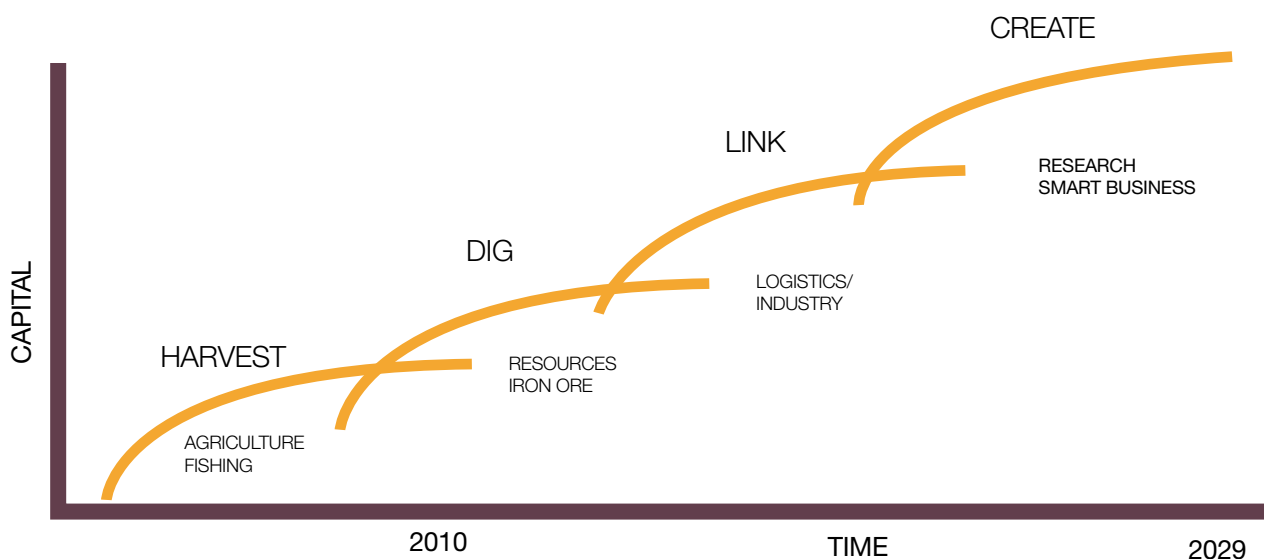 CREATE
LINK
RESEARCH
SMART BUSINESS
DIG
LOGISTICS/
INDUSTRY
CAPITAL
HARVEST
RESOURCES
IRON ORE
AGRICULTURE
FISHING
2010
TIME
2029